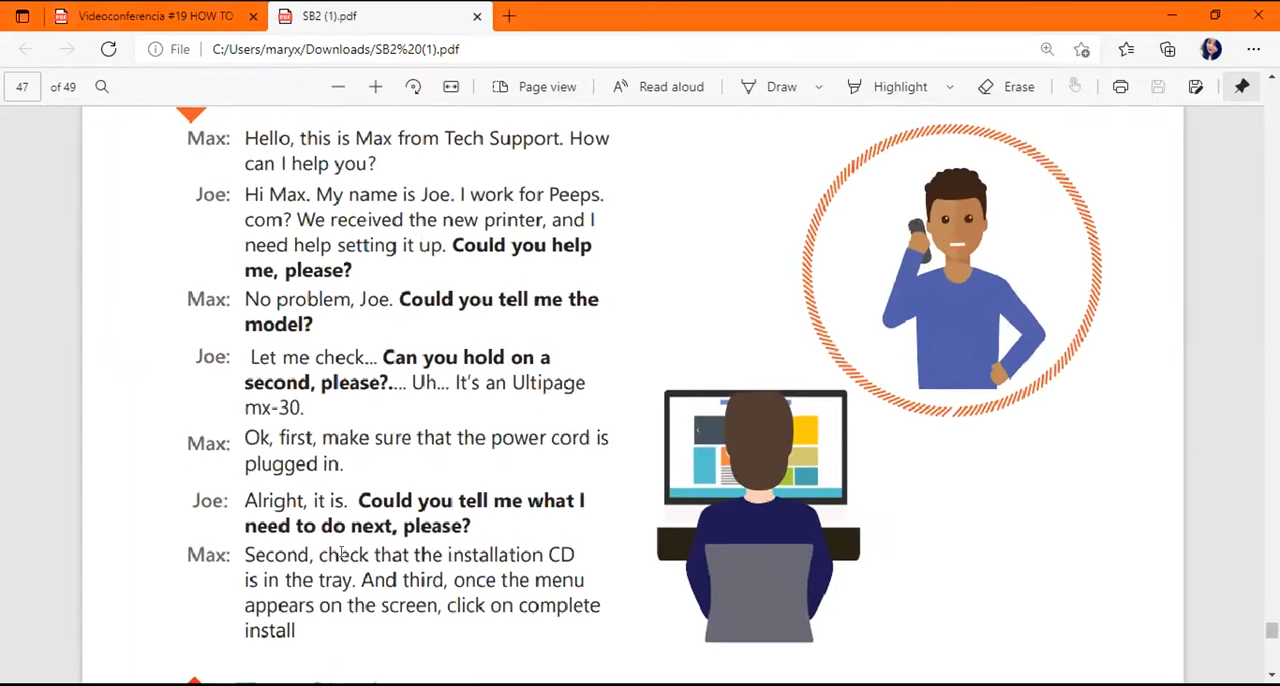 Videoconferencia #19 HOW TO
SB2 (1).pdf
File
C:/Users/maryx/Downloads/SB2%20(1).pdf
47 of 49
Page view
Read aloud
Draw
Highlight
Erase
Max: Hello, this is Max from Tech Support. How
can I help you?
Joe: Hi Max. My name is Joe. I work for Peeps.
com? We received the new printer, and I
need help setting it up. Could you help
me, please?
Max: No problem, Joe. Could you tell me the
model?
Joe: Let me check... Can you hold on a
second, please?.... Uh... It's an Ultipage
mx-30.
Max: Ok, first, make sure that the power cord is
plugged in.
Joe: Alright, it is. Could you tell me what I
need to do next, please?
Max: Second, check that the installation CD
is in the tray. And third, once the menu
appears on the screen, click on complete
install